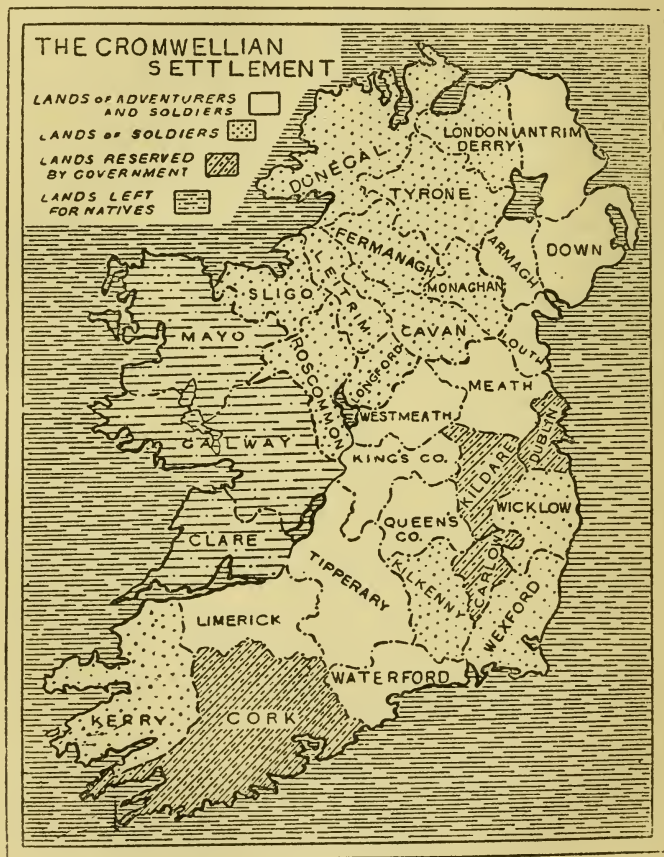 THE CROMWELLIAN
SETTLEMENT
LANDS OF ADVENTURERS
AND SOLDIERS
LANDS OF SOLDIERS
LANDS RESERVED
BY GOVERNMENT
LANDS LEFT
FOR NATIVES
DONEGAL
LONDON
DERRY
ANTRIM
TYRONE
FERMANAGH
ARMAGH
DOWN
MONAGHAN
SLIGO
LEITRIM
CAVAN
LOUTH
MAYO
ROSCOMMON
LONGFORD
MEATH
WESTMEATH
GALWAY
KINGS CO.
KILDARE
DUBLIN
QUEENS
CO.
WICKLOW
CLARE
TIPPERARY
KILKENNY
CARLOW
WEXFORD
LIMERICK
WATERFORD
KERRY
CORK